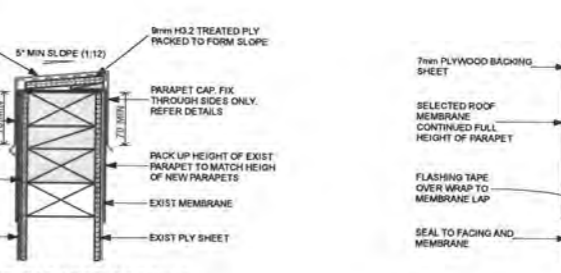 9mm H3.2 TREATED PLY
PACKED TO FORM SLOPE
5° MIN SLOPE (1:12)
PARAPET CAP. FIX
THROUGH SIDES ONLY.
REFER DETAILS
70 MIN
PACK UP HEIGHT OF EXIST
PARAPET TO MATCH HEIGH
OF NEW PARAPETS
EXIST MEMBRANE
EXIST PLY SHEET
7mm PLYWOOD BACKING
SHEET
SELECTED ROOF
MEMBRANE
CONTINUED FULL
HEIGHT OF PARAPET
FLASHING TAPE
OVER WRAP TO
MEMBRANE LAP
SEAL TO FACING AND
MEMBRANE